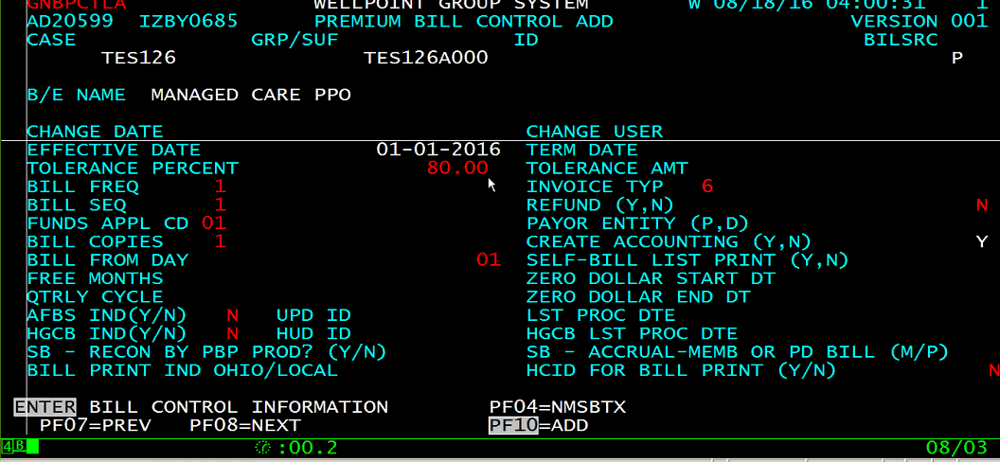 GNBPCTLA WELLPOINT GROUP SYSTEM W 08/18/16 04:00:31 1
AD20599 IZBY0685 PREMIUM BILL CONTROL ADD VERSION 001
CASE GRP/SUF ID BILSRC
TES126 TES126A000 P
B/E NAME MANAGED CARE PPO
CHANGE DATE CHANGE USER
EFFECTIVE DATE 01-01-2016 TERM DATE
TOLERANCE PERCENT 80.00 TOLERANCE AMT
BILL FREQ 1 INVOICE TYP 6
BILL SEQ 1 REFUND (Y,N) N
FUNDS APPL CD 01 PAYOR ENTITY (P,D)
BILL COPIES 1 CREATE ACCOUNTING (Y,N) Y
BILL FROM DAY 01 SELF-BILL LIST PRINT (Y,N)
FREE MONTHS ZERO DOLLAR START DT
QTRLY CYCLE ZERO DOLLAR END DT
AFBS IND(Y/N) N UPD ID LST PROC DTE
HGCB IND(Y/N) N HUD ID HGCB LST PROC DTE
SB - RECON BY PBP PROD? (Y/N) SB - ACCRUAL-MEMB OR PD BILL (M/P)
BILL PRINT IND OHIO/LOCAL HCID FOR BILL PRINT (Y/N) N
ENTER BILL CONTROL INFORMATION PF04=NMSBTX
PF07=PREV PF08=NEXT PF10=ADD
4B :00.2 08/03